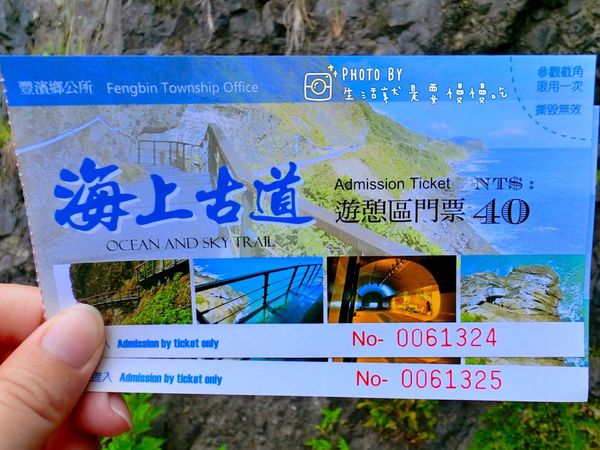 豐濱鄉公所 Fengbin Township Office
PHOTO BY
生活就是要慢慢吃
參觀截角
限用一次
撕毀無效
海上古道
OCEAN AND SKY TRAIL
Admission Ticket NT$:
遊憩區門票 40
入 Admission by ticket only No- 0061324
匯入 Admission by ticket only No- 0061325